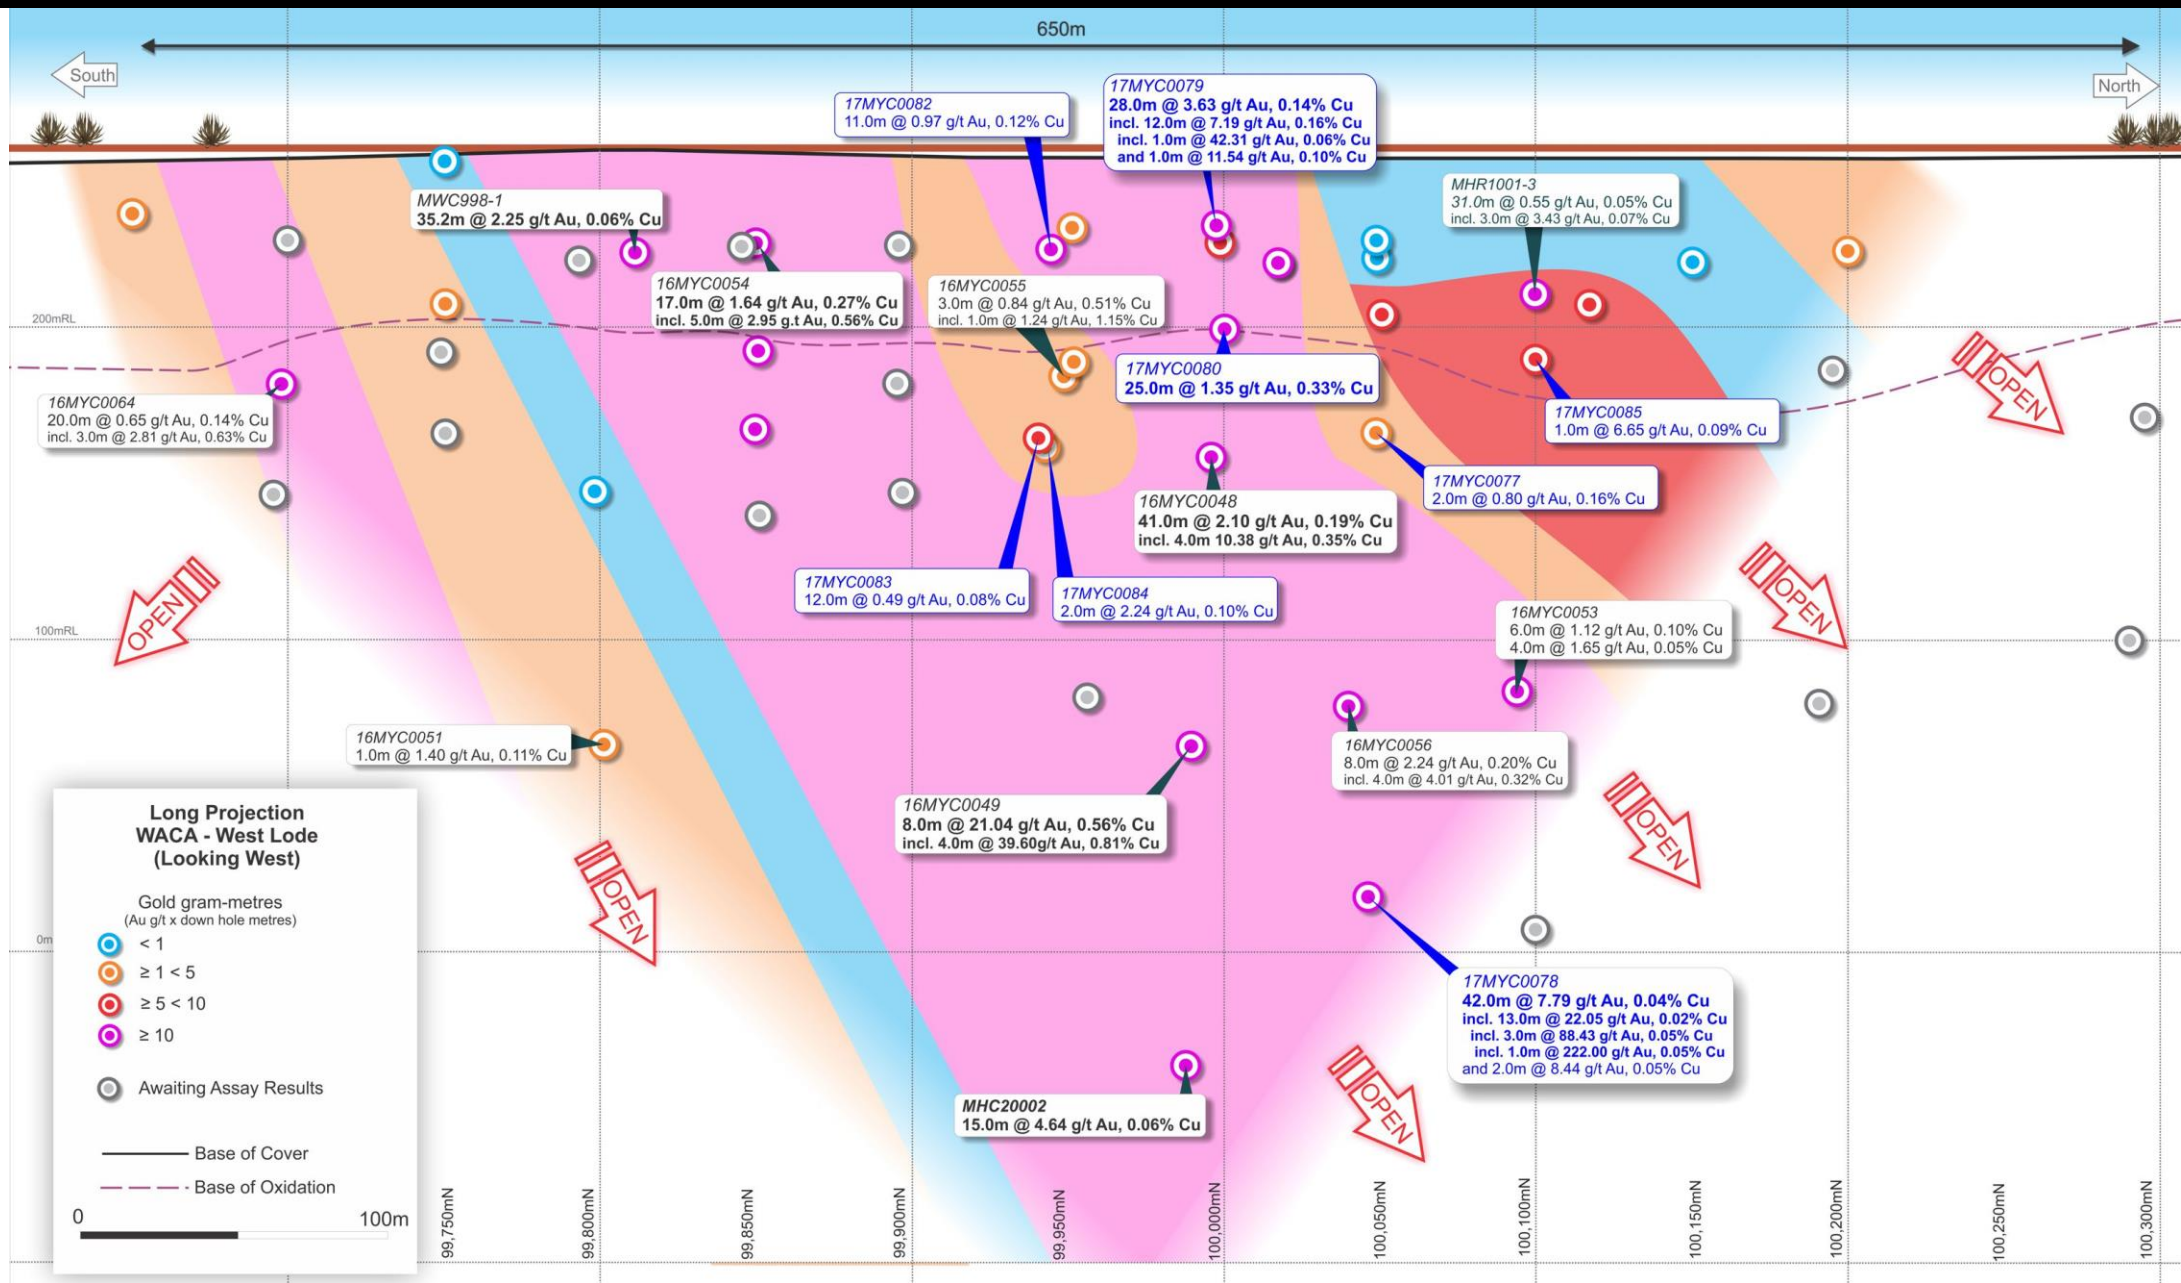 650m
South
North
17MYC0082
11.0m @ 0.97 g/t Au, 0.12% Cu
17MYC0079
28.0m @ 3.63 g/t Au, 0.14% Cu
incl. 12.0m @ 7.19 g/t Au, 0.16% Cu
incl. 1.0m @ 42.31 g/t Au, 0.06% Cu
and 1.0m @ 11.54 g/t Au, 0.10% Cu
MWC998-1
35.2m @ 2.25 g/t Au, 0.06% Cu
MHR1001-3
31.0m @ 0.55 g/t Au, 0.05% Cu
incl. 3.0m @ 3.43 g/t Au, 0.07% Cu
16MYC0054
17.0m @ 1.64 g/t Au, 0.27% Cu
incl. 5.0m @ 2.95 g.t Au, 0.56% Cu
16MYC0055
3.0m @ 0.84 g/t Au, 0.51% Cu
incl. 1.0m @ 1.24 g/t Au, 1.15% Cu
200mRL
17MYC0080
25.0m @ 1.35 g/t Au, 0.33% Cu
OPEN
16MYC0064
20.0m @ 0.65 g/t Au, 0.14% Cu
incl. 3.0m @ 2.81 g/t Au, 0.63% Cu
17MYC0085
1.0m @ 6.65 g/t Au, 0.09% Cu
17MYC0077
2.0m @ 0.80 g/t Au, 0.16% Cu
16MYC0048
41.0m @ 2.10 g/t Au, 0.19% Cu
incl. 4.0m 10.38 g/t Au, 0.35% Cu
17MYC0083
12.0m @ 0.49 g/t Au, 0.08% Cu
17MYC0084
2.0m @ 2.24 g/t Au, 0.10% Cu
OPEN
OPEN
100mRL
16MYC0053
6.0m @ 1.12 g/t Au, 0.10% Cu
4.0m @ 1.65 g/t Au, 0.05% Cu
16MYC0051
1.0m @ 1.40 g/t Au, 0.11% Cu
16MYC0056
8.0m @ 2.24 g/t Au, 0.20% Cu
incl. 4.0m @ 4.01 g/t Au, 0.32% Cu
16MYC0049
8.0m @ 21.04 g/t Au, 0.56% Cu
incl. 4.0m @ 39.60g/t Au, 0.81% Cu
OPEN
OPEN
0m
17MYC0078
42.0m @ 7.79 g/t Au, 0.04% Cu
incl. 13.0m @ 22.05 g/t Au, 0.02% Cu
incl. 3.0m @ 88.43 g/t Au, 0.05% Cu
incl. 1.0m @ 222.00 g/t Au, 0.05% Cu
and 2.0m @ 8.44 g/t Au, 0.05% Cu
OPEN
MHC20002
15.0m @ 4.64 g/t Au, 0.06% Cu
Long Projection
WACA - West Lode
(Looking West)
Gold gram-metres
(Au g/t x down hole metres)
< 1
≥ 1 < 5
≥ 5 < 10
≥ 10
Awaiting Assay Results
Base of Cover
Base of Oxidation
0 100m
99,750mN
99,800mN
99,850mN
99,900mN
99,950mN
100,000mN
100,050mN
100,100mN
100,150mN
100,200mN
100,250mN
100,300mN